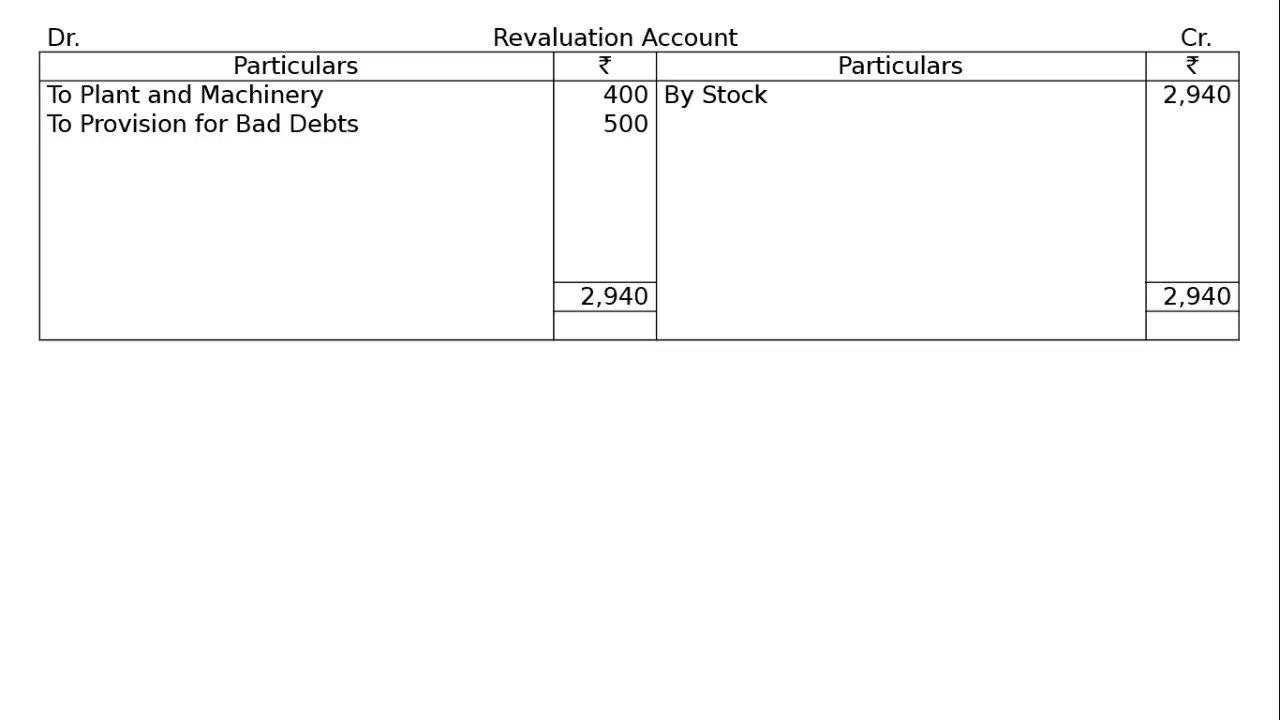 Dr. Revaluation Account Cr.
Particulars ₹ Particulars ₹
To Plant and Machinery 400 By Stock 2,940
To Provision for Bad Debts 500
2,940 2,940